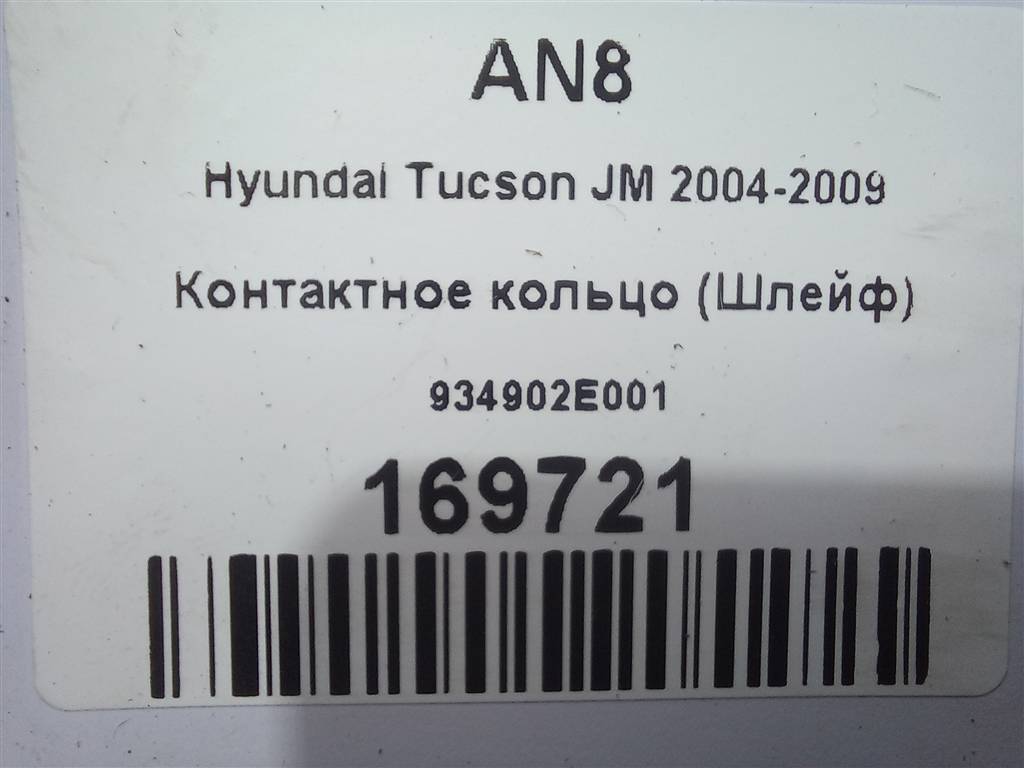 AN8
Hyundai Tucson JM 2004-2009
Контактное кольцо (Шлейф)
934902E001
169721